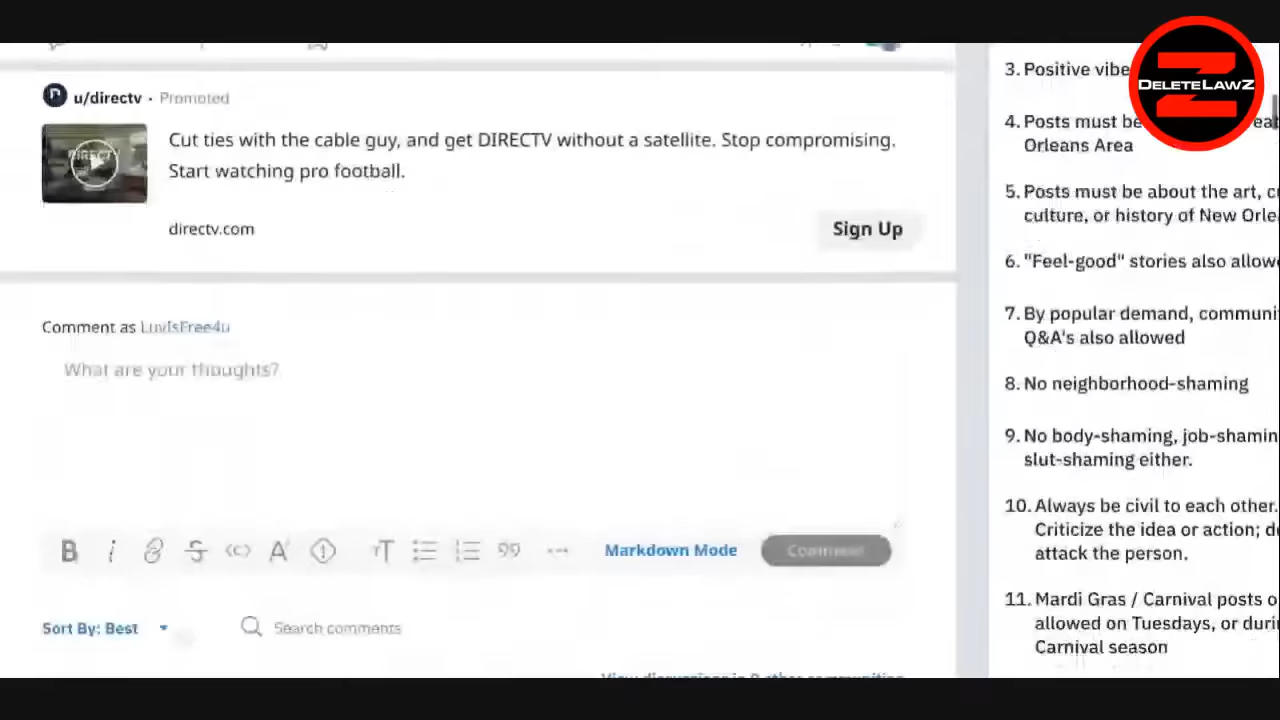 u/directv · Promoted
Cut ties with the cable guy, and get DIRECTV without a satellite. Stop compromising.
Start watching pro football.
directv.com
Sign Up
Comment as LuvIsFree4u
What are your thoughts?
Markdown Mode
Comment
Sort By: Best
Search comments
3. Positive vibe
4. Posts must be
Orleans Area
5. Posts must be about the art, c
culture, or history of New Orle
6. "Feel-good" stories also allow
7. By popular demand, communi
Q&A's also allowed
8. No neighborhood-shaming
9. No body-shaming, job-shamin
slut-shaming either.
10. Always be civil to each other.
Criticize the idea or action; d
attack the person.
11. Mardi Gras / Carnival posts o
allowed on Tuesdays, or duri
Carnival season
DELETELAWZ